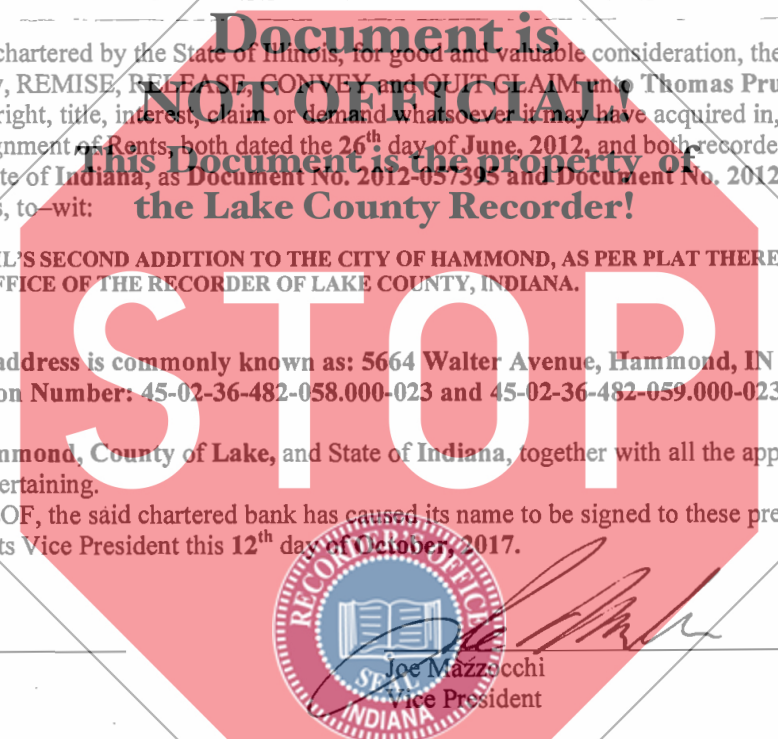 Document is
chartered by the State of Illinois, for good and valuable consideration, the
, REMISE, RELEASE, CONVEY and QUIT CLAIM unto Thomas Pru
NOT OFFICIAL!
right, title, interest, claim or demand whatsoever it may have acquired in,
gnment of Rents, both dated the 26th day of June, 2012, and both recorde
This Document is the property of
te of Indiana, as Document No. 2012-057395 and Document No. 2012
s, to–wit:
the Lake County Recorder!
L'S SECOND ADDITION TO THE CITY OF HAMMOND, AS PER PLAT THERE
FFICE OF THE RECORDER OF LAKE COUNTY, INDIANA.
STOP
address is commonly known as: 5664 Walter Avenue, Hammond, IN
on Number: 45-02-36-482-058.000-023 and 45-02-36-482-059.000-023
mmond, County of Lake, and State of Indiana, together with all the app
ertaining.
OF, the said chartered bank has caused its name to be signed to these pre
ts Vice President this 12th day of October, 2017.
RECORDER'S OFFICE
SEAL
INDIANA
Joe Mazzocchi
Vice President